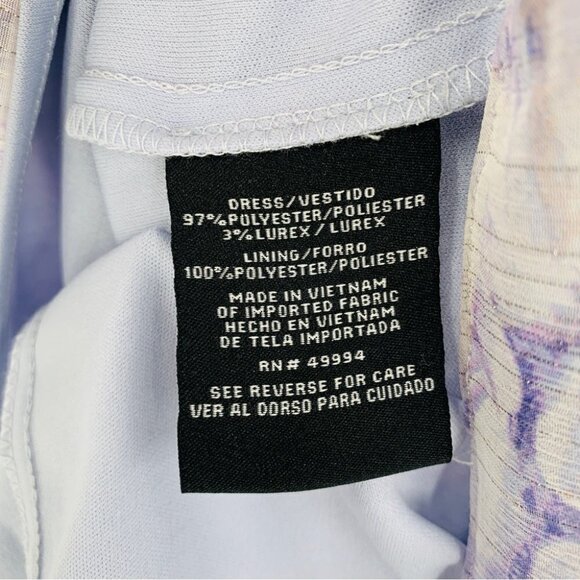 DRESS/VESTIDO
97%POLYESTER/POLIESTER
3%LUREX/LUREX
LINING/FORRO
100%POLYESTER/POLIESTER
MADE IN VIETNAM
OF IMPORTED FABRIC
HECHO EN VIETNAM
DE TELA IMPORTADA
RN# 49994
SEE REVERSE FOR CARE
VER AL DORSO PARA CUIDADO